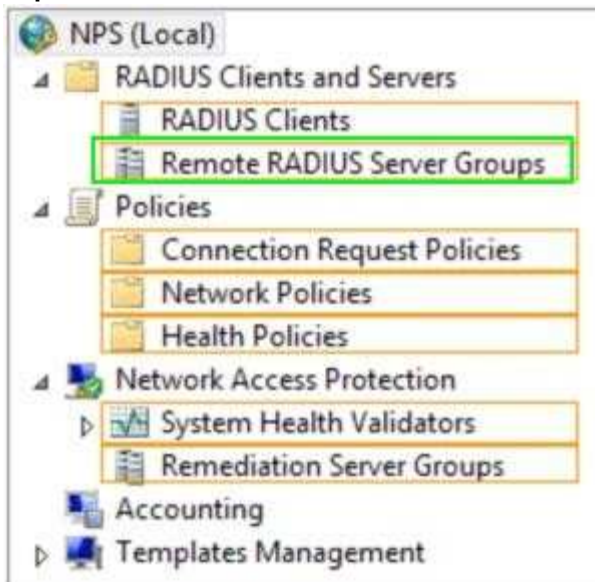 NPS (Local)
RADIUS Clients and Servers
RADIUS Clients
Remote RADIUS Server Groups
Policies
Connection Request Policies
Network Policies
Health Policies
Network Access Protection
System Health Validators
Remediation Server Groups
Accounting
Templates Management